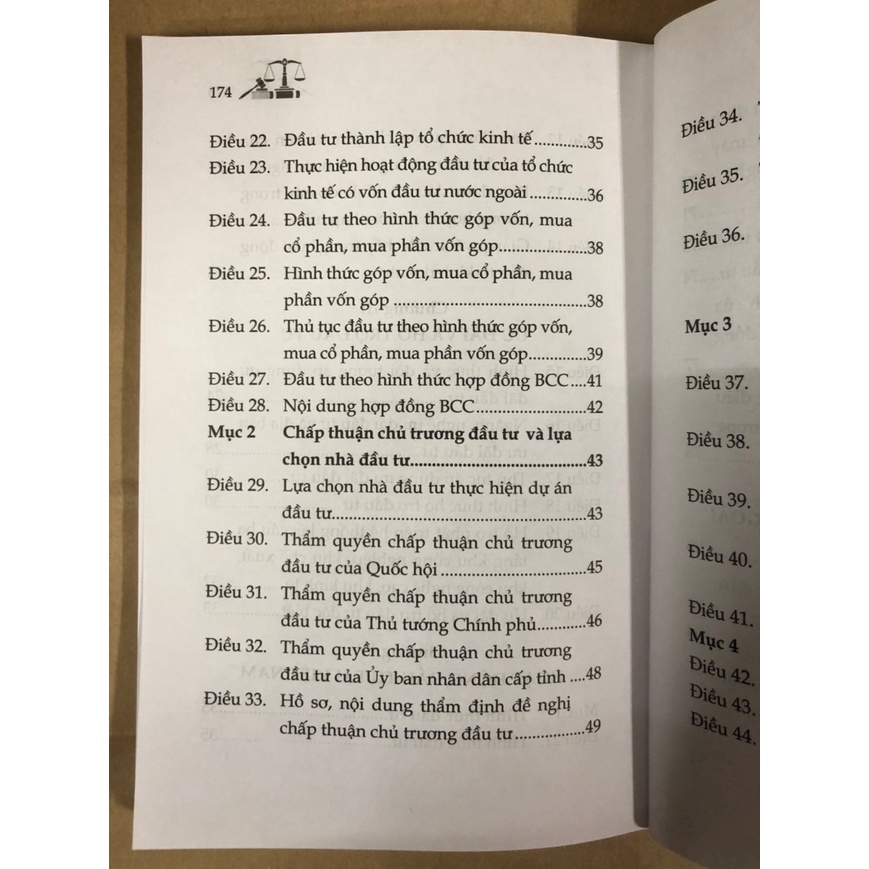 174
Điều 22. Đầu tư thành lập tổ chức kinh tế .............35
Điều 23. Thực hiện hoạt động đầu tư của tổ chức
kinh tế có vốn đầu tư nước ngoài ..............36
Điều 24. Đầu tư theo hình thức góp vốn, mua
cổ phần, mua phần vốn góp....................38
Điều 25. Hình thức góp vốn, mua cổ phần, mua
phần vốn góp .......................................38
Điều 26. Thủ tục đầu tư theo hình thức góp vốn,
mua cổ phần, mua phần vốn góp..............39
Điều 27. Đầu tư theo hình thức hợp đồng BCC....41
Điều 28. Nội dung hợp đồng BCC......................42
Mục 2 Chấp thuận chủ trương đầu tư và lựa
chọn nhà đầu tư....................................43
Điều 29. Lựa chọn nhà đầu tư thực hiện dự án
đầu tư.................................................43
Điều 30. Thẩm quyền chấp thuận chủ trương
đầu tư của Quốc hội ..............................45
Điều 31. Thẩm quyền chấp thuận chủ trương
đầu tư của Thủ tướng Chính phủ............46
Điều 32. Thẩm quyền chấp thuận chủ trương
đầu tư của Ủy ban nhân dân cấp tỉnh ....48
Điều 33. Hồ sơ, nội dung thẩm định đề nghị
chấp thuận chủ trương đầu tư ...............49
Điều 34.
Điều 35.
Điều 36.
Mục 3
Điều 37.
Điều 38.
Điều 39.
Điều 40.
Điều 41.
Mục 4
Điều 42.
Điều 43.
Điều 44.